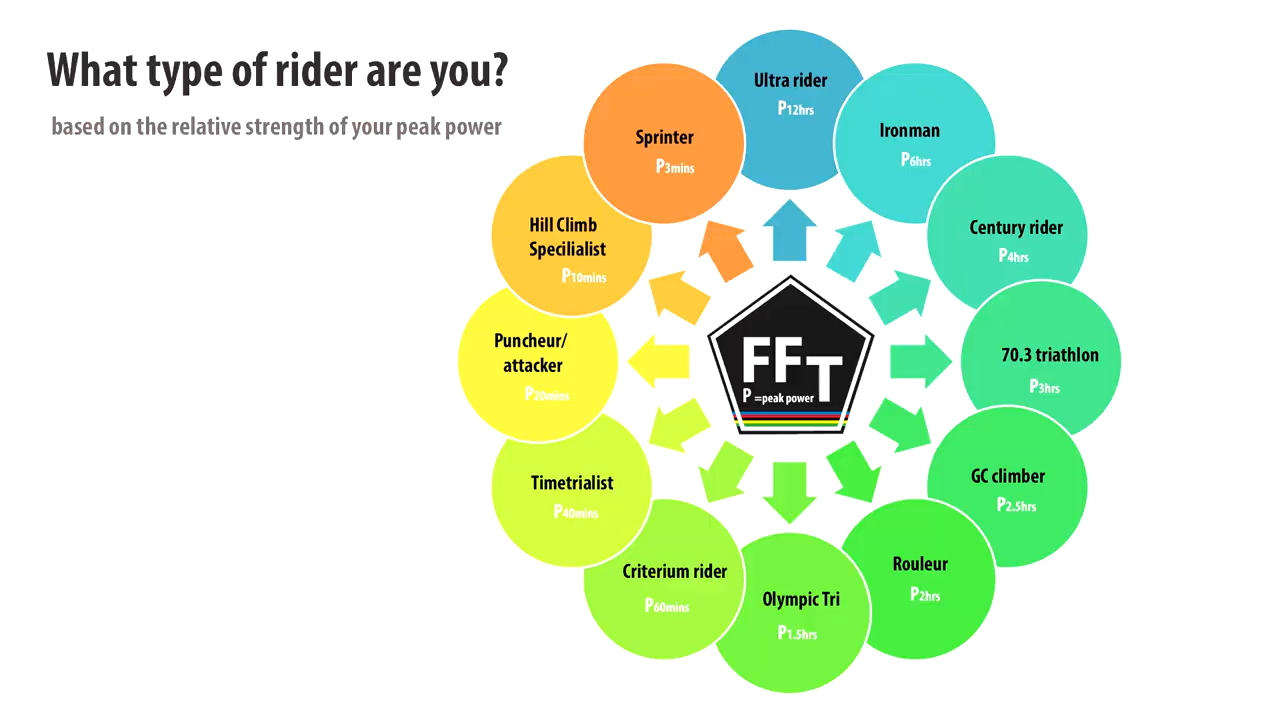 What type of rider are you?
based on the relative strength of your peak power
Ultra rider
P12hrs
Ironman
P6hrs
Century rider
P4hrs
70.3 triathlon
P3hrs
GC climber
P2.5hrs
Rouleur
P2hrs
Olympic Tri
P1.5hrs
Criterium rider
P60mins
Timetrialist
P40mins
Puncheur/
attacker
P20mins
Hill Climb
Specilialist
P10mins
Sprinter
P3mins
FFT
P =peak power